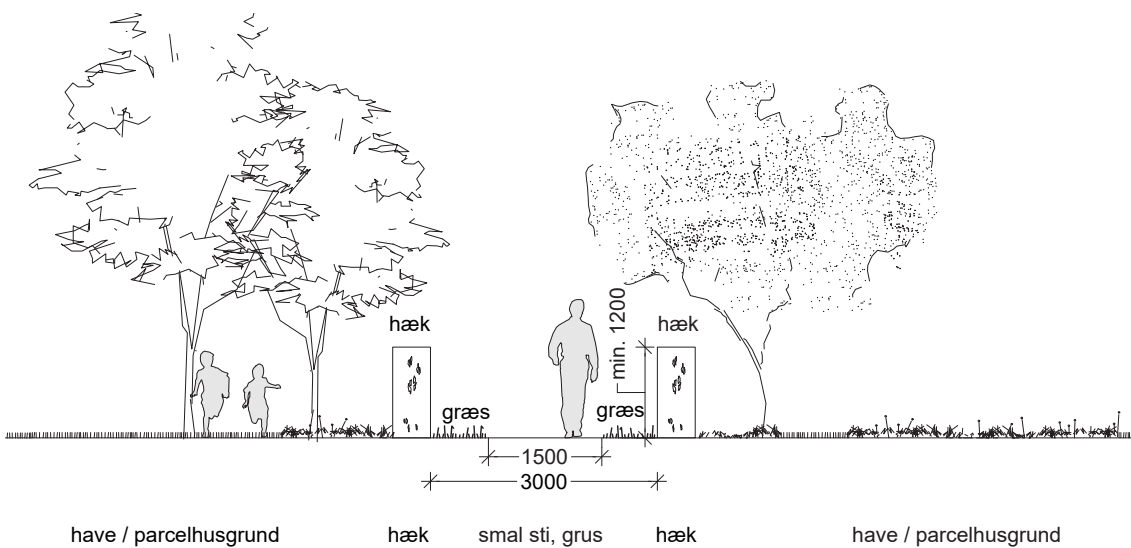 hæk
hæk
min. 1200
græs
græs
1500
3000
have / parcelhusgrund
hæk
smal sti, grus
hæk
have / parcelhusgrund